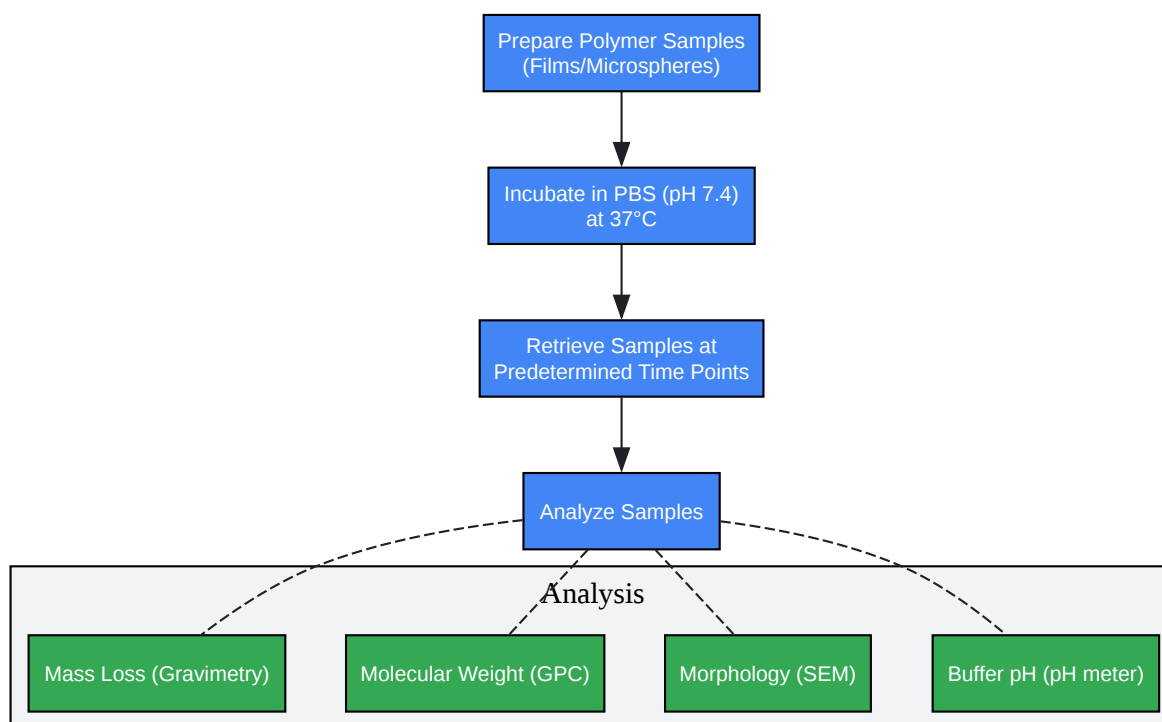 Prepare Polymer Samples
(Films/Microspheres)
Incubate in PBS (pH 7.4)
at 37°C
Retrieve Samples at
Predetermined Time Points
Analyze Samples
Analysis
Mass Loss (Gravimetry)
Molecular Weight (GPC)
Morphology (SEM)
Buffer pH (pH meter)